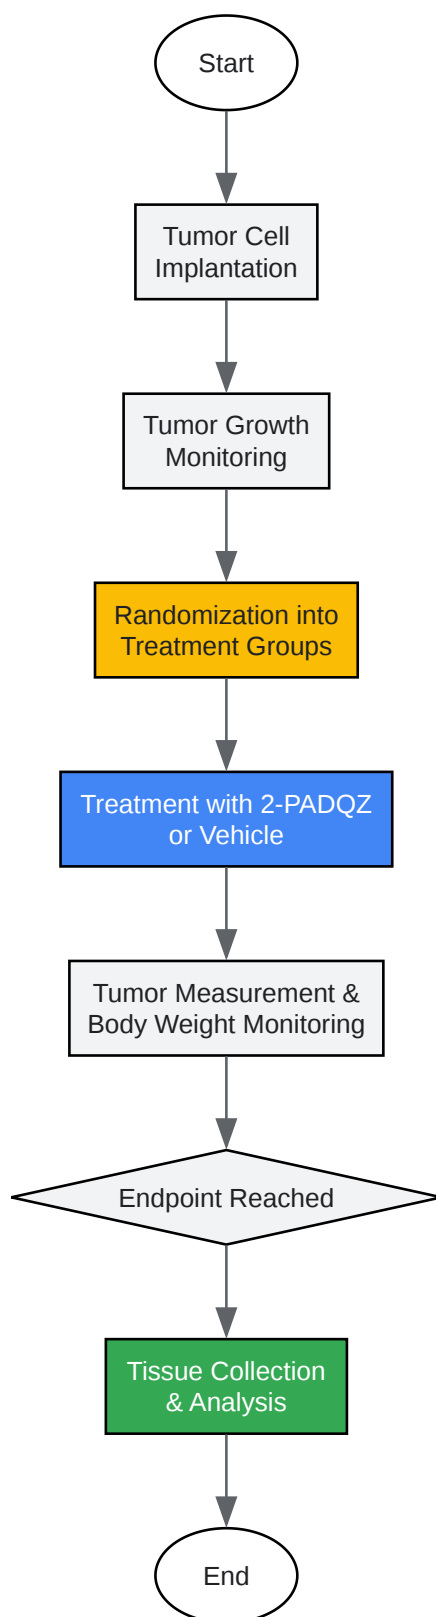 Start
Tumor Cell
Implantation
Tumor Growth
Monitoring
Randomization into
Treatment Groups
Treatment with 2-PADQZ
or Vehicle
Tumor Measurement &
Body Weight Monitoring
Endpoint Reached
Tissue Collection
& Analysis
End